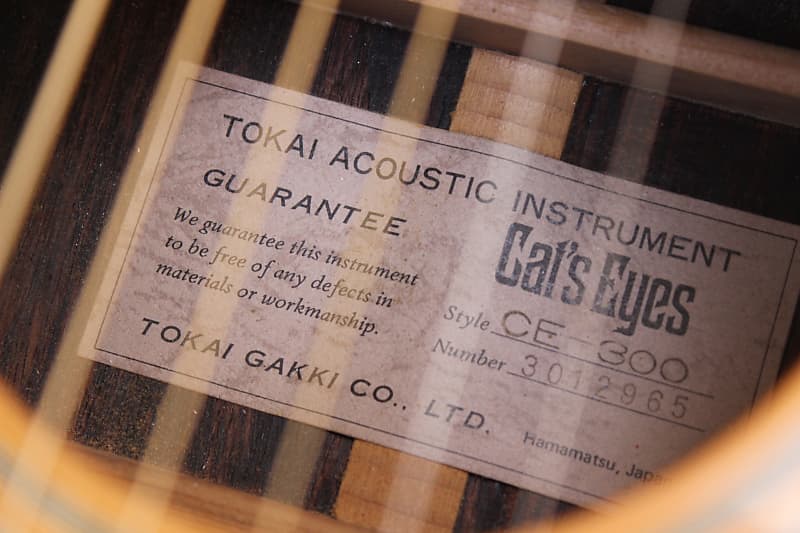 TOKAI ACOUSTIC INSTRUMENT
GUARANTEE
We guarantee this instrument
to be free of any defects in
materials or workmanship.
Cat's Eyes
Style CE-300
Number 3012965
TOKAI GAKKI CO., LTD.
Hamamatsu,